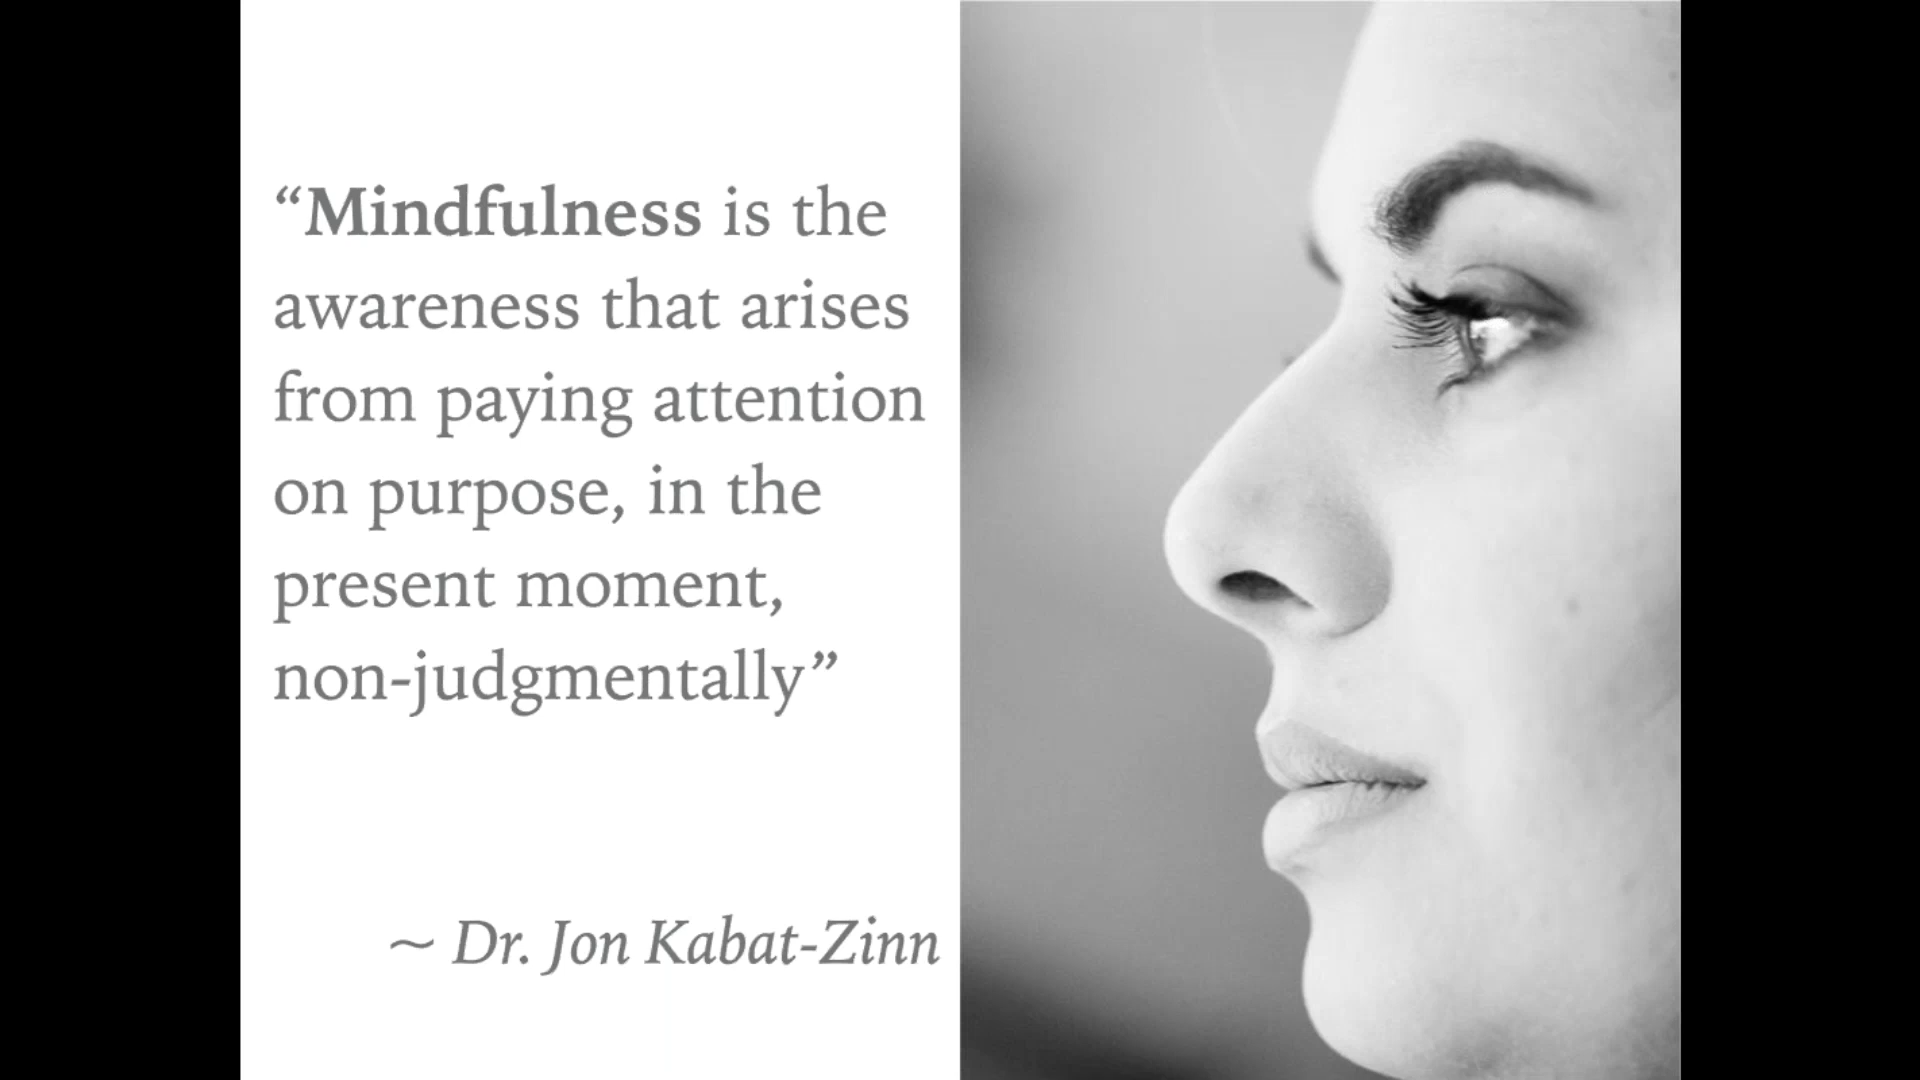 “Mindfulness is the
awareness that arises
from paying attention
on purpose, in the
present moment,
non-judgmentally”
~ Dr. Jon Kabat-Zinn